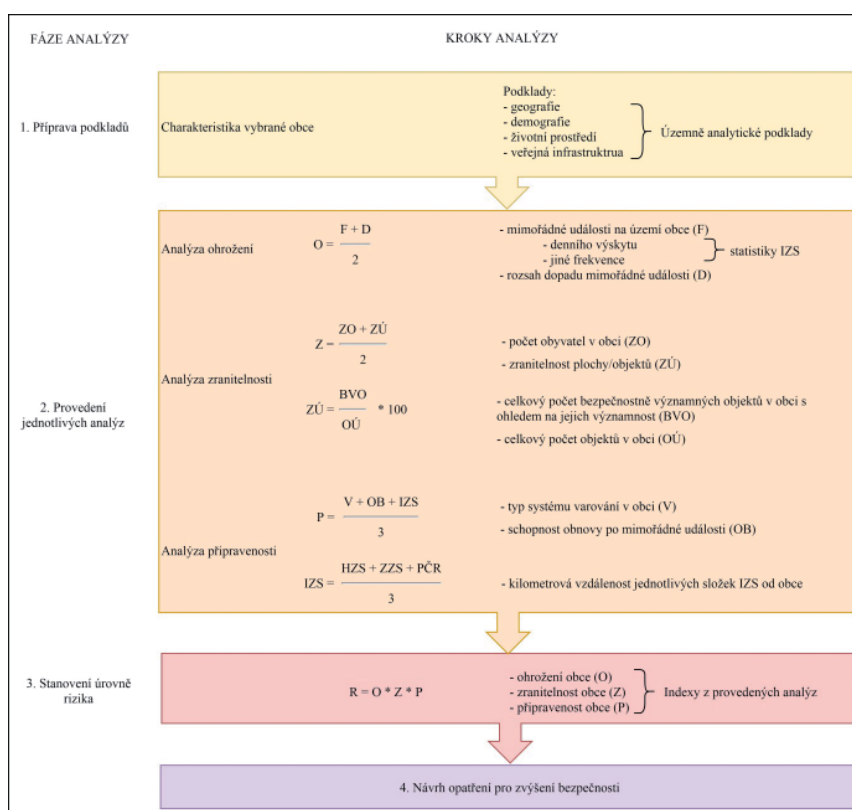 FÁZE ANALÝZY
KROKY ANALÝZY
1. Příprava podkladů
Charakteristika vybrané obce
Podklady:
- geografie
- demografie
- životní prostředí
- veřejná infrastruktrua
Územně analytické podklady
2. Provedení
jednotlivých analýz
Analýza ohrožení
F + D
O =
2
- mimořádné události na území obce (F)
- denního výskytu
- jiné frekvence
statistiky IZS
- rozsah dopadu mimořádné události (D)
Analýza zranitelnosti
ZO + ZÚ
Z =
2
- počet obyvatel v obci (ZO)
- zranitelnost plochy/objektů (ZÚ)
BVO
ZÚ = * 100
OÚ
- celkový počet bezpečnostně významných objektů v obci s
ohledem na jejich významnost (BVO)
- celkový počet objektů v obci (OÚ)
Analýza připravenosti
V + OB + IZS
P =
3
- typ systému varování v obci (V)
- schopnost obnovy po mimořádné události (OB)
HZS + ZZS + PČR
IZS =
3
- kilometrová vzdálenost jednotlivých složek IZS od obce
3. Stanovení úrovně
rizika
R = O * Z * P
- ohrožení obce (O)
- zranitelnost obce (Z)
- připravenost obce (P)
Indexy z provedených analýz
4. Návrh opatření pro zvýšení bezpečnosti